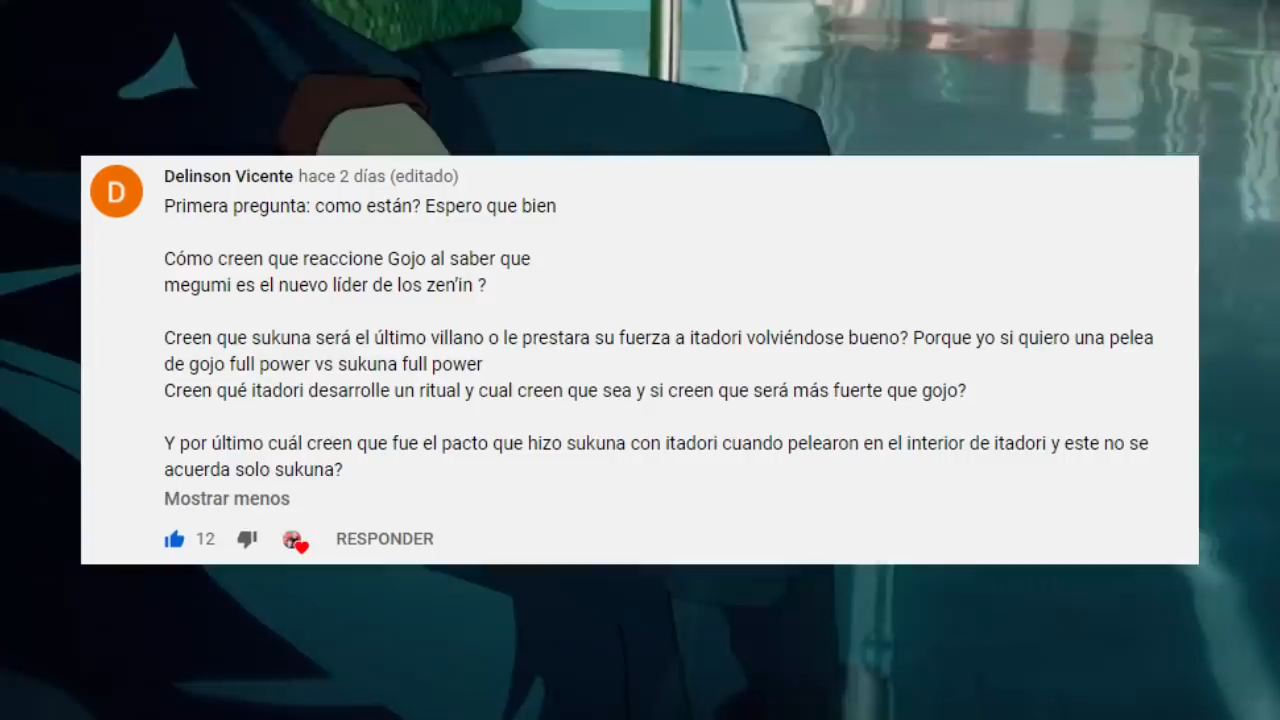 D
Delinson Vicente hace 2 días (editado)
Primera pregunta: como están? Espero que bien
Cómo creen que reaccione Gojo al saber que
megumi es el nuevo líder de los zen'in ?
Creen que sukuna será el último villano o le prestara su fuerza a itadori volviéndose bueno? Porque yo si quiero una pelea
de gojo full power vs sukuna full power
Creen qué itadori desarrolle un ritual y cual creen que sea y si creen que será más fuerte que gojo?
Y por último cuál creen que fue el pacto que hizo sukuna con itadori cuando pelearon en el interior de itadori y este no se
acuerda solo sukuna?
Mostrar menos
12 RESPONDER